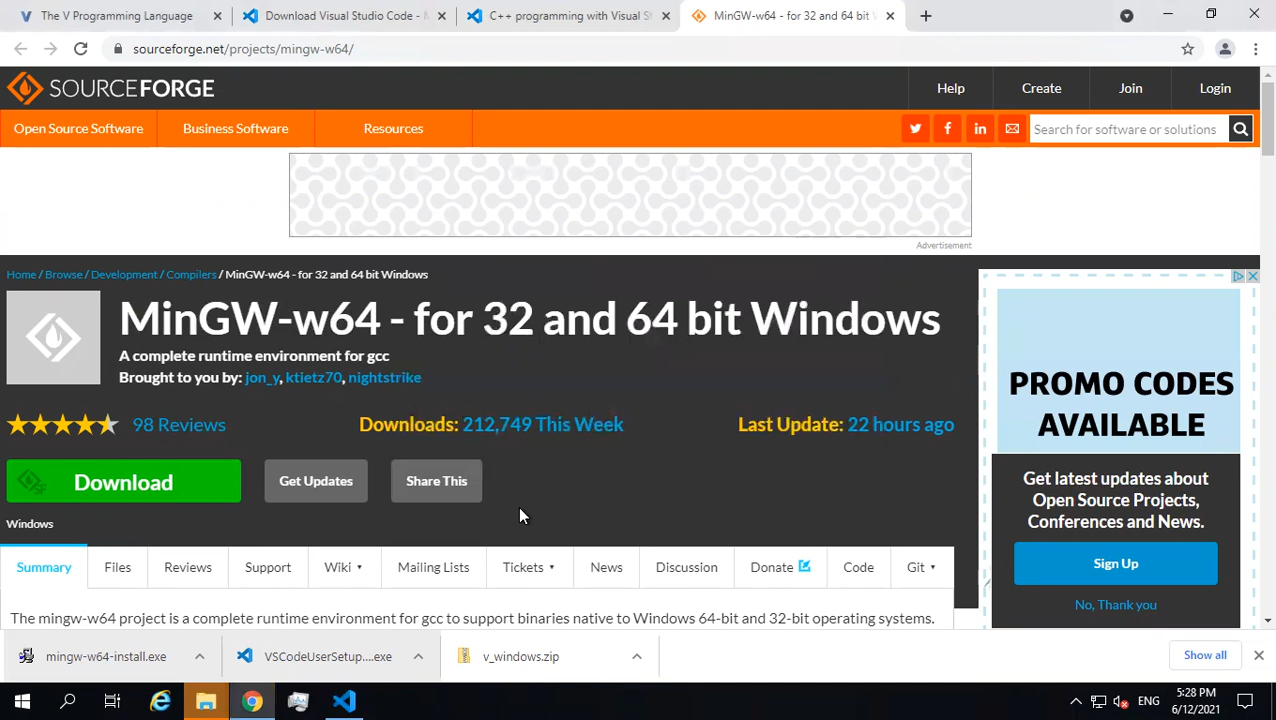 The V Programming Language
Download Visual Studio Code -
C++ programming with Visual St
MinGW-w64 - for 32 and 64 bit Windows
sourceforge.net/projects/mingw-w64/
SOURCEFORGE
Help
Create
Join
Login
Open Source Software
Business Software
Resources
Search for software or solutions
Advertisement
Home / Browse / Development / Compilers / MinGW-w64 - for 32 and 64 bit Windows
MinGW-w64 - for 32 and 64 bit Windows
A complete runtime environment for gcc
Brought to you by: jon_y, ktietz70, nightstrike
98 Reviews
Downloads: 212,749 This Week
Last Update: 22 hours ago
Download
Get Updates
Share This
Windows
PROMO CODES
AVAILABLE
Get latest updates about
Open Source Projects,
Conferences and News.
Sign Up
No, Thank you
Summary
Files
Reviews
Support
Wiki
Mailing Lists
Tickets
News
Discussion
Donate
Code
Git
The mingw-w64 project is a complete runtime environment for gcc to support binaries native to Windows 64-bit and 32-bit operating systems.
mingw-w64-install.exe
VSCodeUserSetup....exe
v_windows.zip
Show all
ENG
5:28 PM
6/12/2021